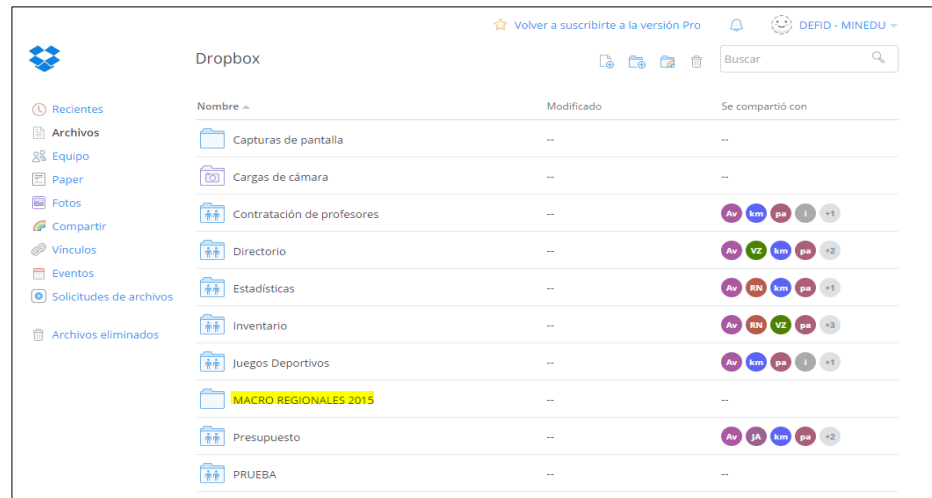 Volver a suscribirte a la versión Pro DEFID - MINEDU
Dropbox
Buscar
Recientes
Archivos
Equipo
Paper
Fotos
Compartir
Vínculos
Eventos
Solicitudes de archivos
Archivos eliminados
Nombre Modificado Se compartió con
Capturas de pantalla -- --
Cargas de cámara -- --
Contratación de profesores -- Av km pa i +1
Directorio -- Av VZ km pa +2
Estadísticas -- Av RN km pa +1
Inventario -- Av RN VZ pa +3
Juegos Deportivos -- Av km pa i +1
MACRO REGIONALES 2015 -- --
Presupuesto -- Av JA km pa +2
PRUEBA -- --